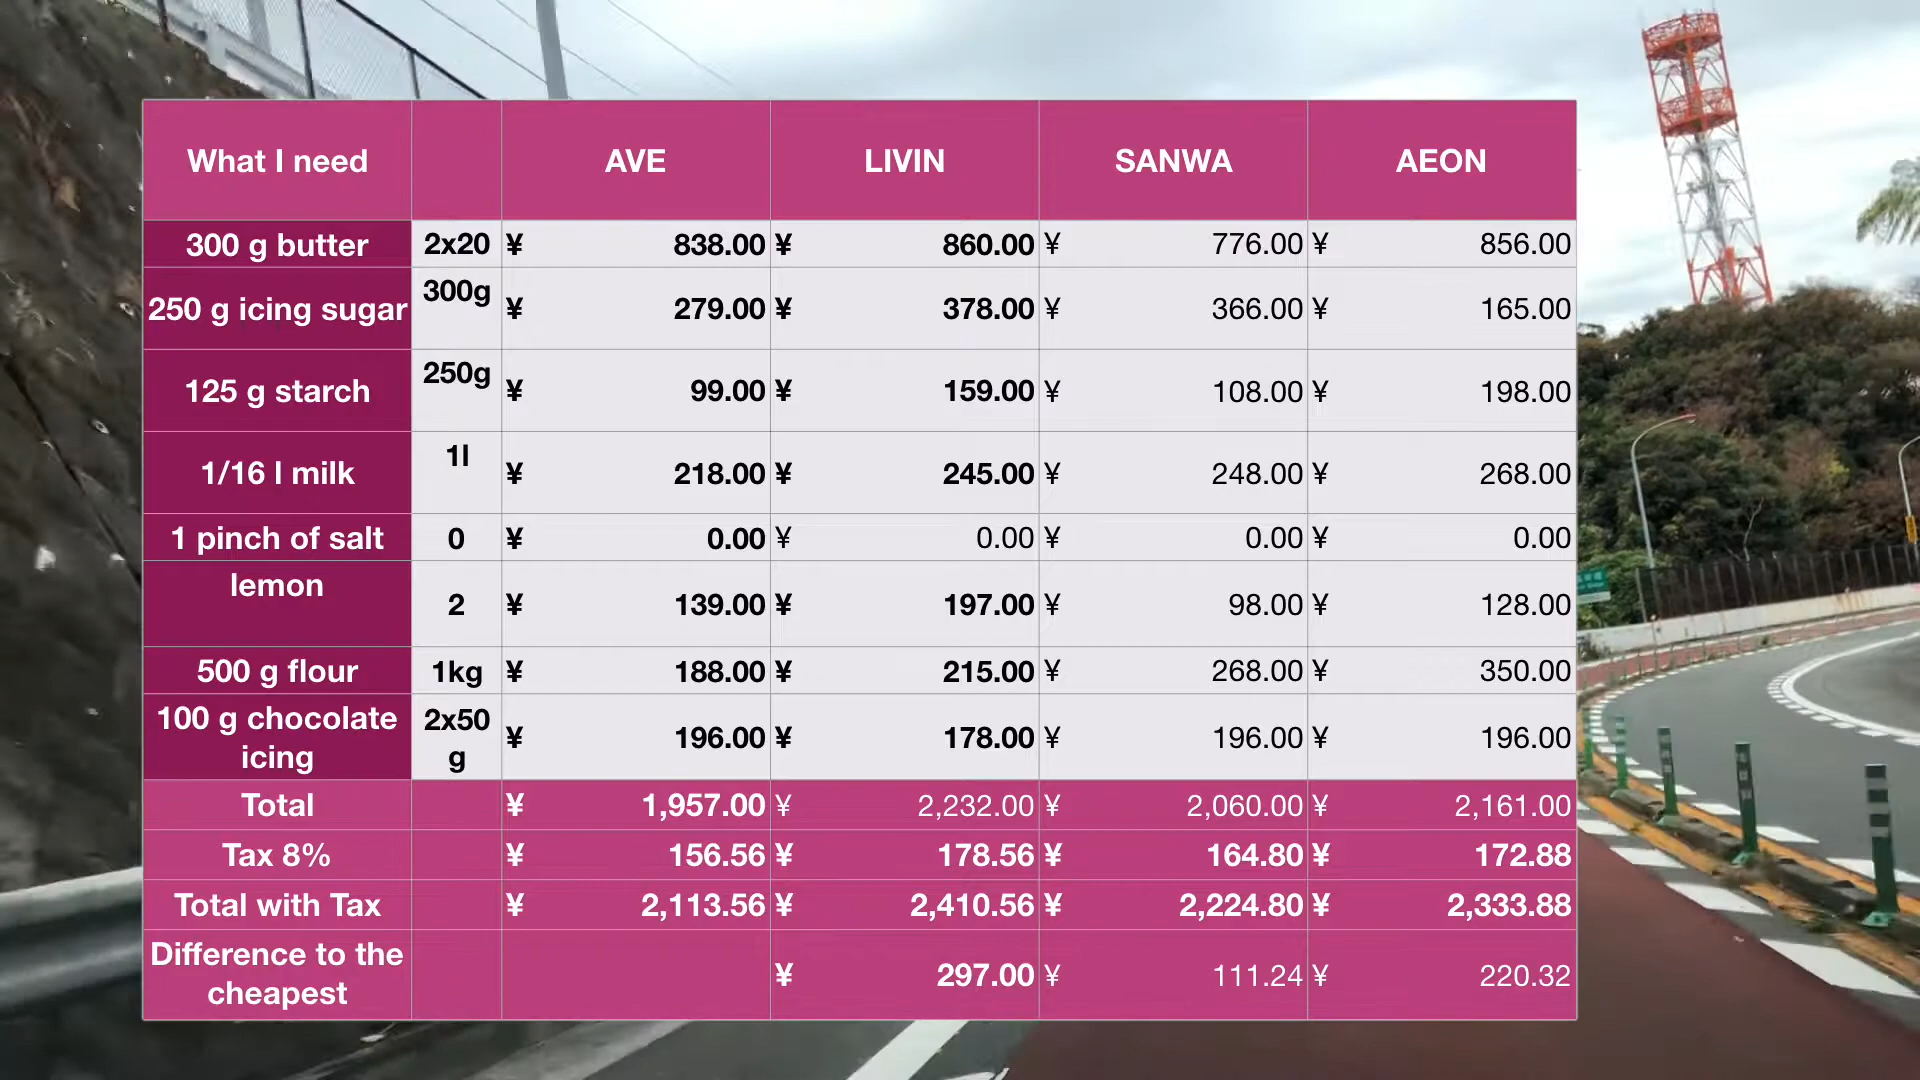 What I need AVE LIVIN SANWA AEON
300 g butter 2x20 ¥ 838.00 ¥ 860.00 ¥ 776.00 ¥ 856.00
250 g icing sugar 300g ¥ 279.00 ¥ 378.00 ¥ 366.00 ¥ 165.00
125 g starch 250g ¥ 99.00 ¥ 159.00 ¥ 108.00 ¥ 198.00
1/16 l milk 1l ¥ 218.00 ¥ 245.00 ¥ 248.00 ¥ 268.00
1 pinch of salt 0 ¥ 0.00 ¥ 0.00 ¥ 0.00 ¥ 0.00
lemon 2 ¥ 139.00 ¥ 197.00 ¥ 98.00 ¥ 128.00
500 g flour 1kg ¥ 188.00 ¥ 215.00 ¥ 268.00 ¥ 350.00
100 g chocolate
icing 2x50
g ¥ 196.00 ¥ 178.00 ¥ 196.00 ¥ 196.00
Total ¥ 1,957.00 ¥ 2,232.00 ¥ 2,060.00 ¥ 2,161.00
Tax 8% ¥ 156.56 ¥ 178.56 ¥ 164.80 ¥ 172.88
Total with Tax ¥ 2,113.56 ¥ 2,410.56 ¥ 2,224.80 ¥ 2,333.88
Difference to the
cheapest ¥ 297.00 ¥ 111.24 ¥ 220.32